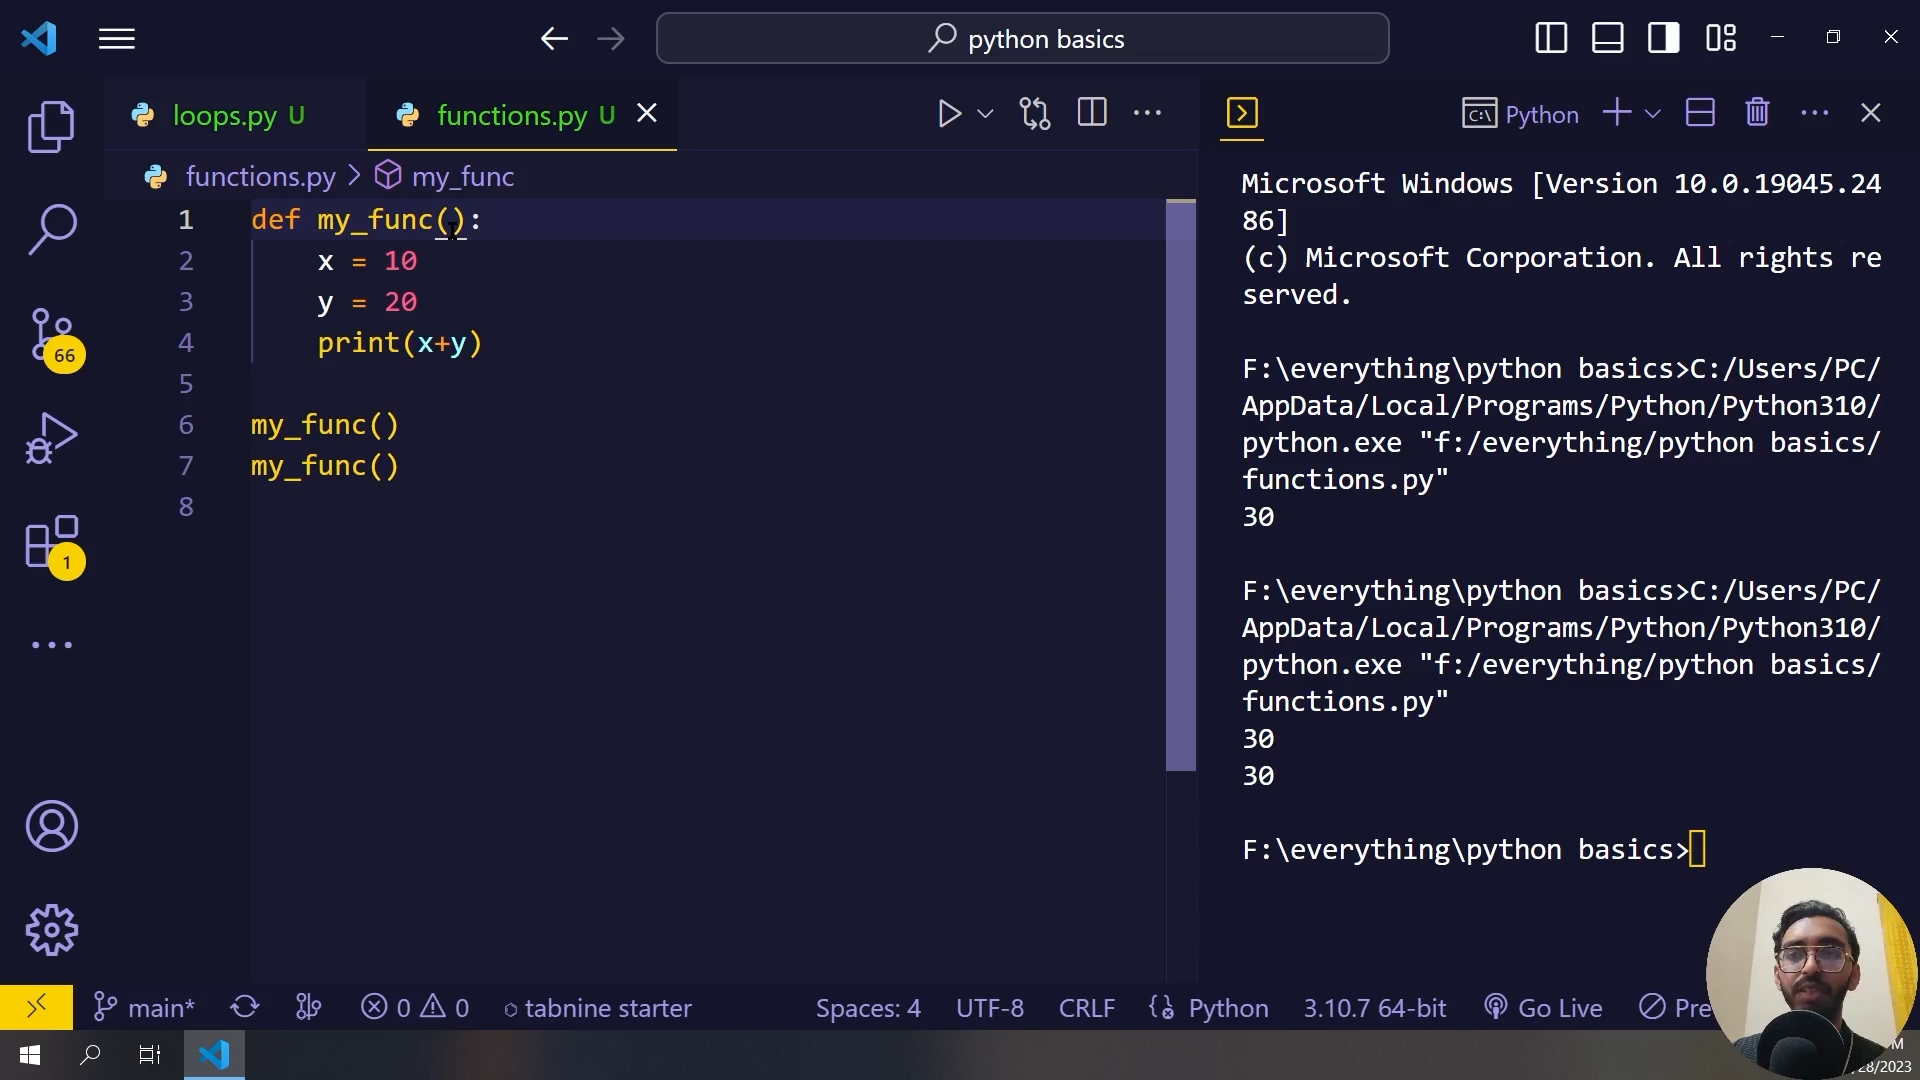 python basics
loops.py U
functions.py U
Python
functions.py > my_func
1 def my_func():
2     x = 10
3     y = 20
4     print(x+y)
5
6 my_func()
7 my_func()
8
66
1
Microsoft Windows [Version 10.0.19045.24
86]
(c) Microsoft Corporation. All rights re
served.
F:\everything\python basics>C:/Users/PC/
AppData/Local/Programs/Python/Python310/
python.exe "f:/everything/python basics/
functions.py"
30
F:\everything\python basics>C:/Users/PC/
AppData/Local/Programs/Python/Python310/
python.exe "f:/everything/python basics/
functions.py"
30
30
F:\everything\python basics>
main* 0 0 tabnine starter Spaces: 4 UTF-8 CRLF Python 3.10.7 64-bit Go Live Pre
M
28/2023